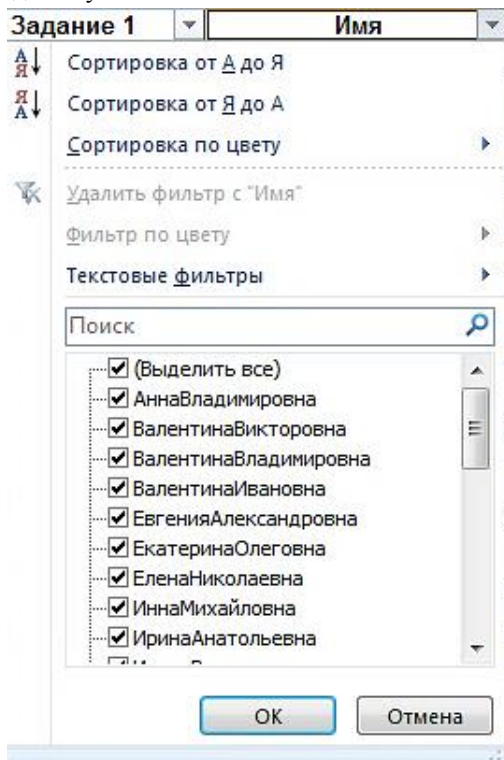 Задание 1 Имя
Сортировка от А до Я
Сортировка от Я до А
Сортировка по цвету
Удалить фильтр с "Имя"
Фильтр по цвету
Текстовые фильтры
Поиск
(Выделить все)
АннаВладимировна
ВалентинаВикторовна
ВалентинаВладимировна
ВалентинаИвановна
ЕвгенияАлександровна
ЕкатеринаОлеговна
ЕленаНиколаевна
ИннаМихайловна
ИринаАнатольевна
ОК Отмена